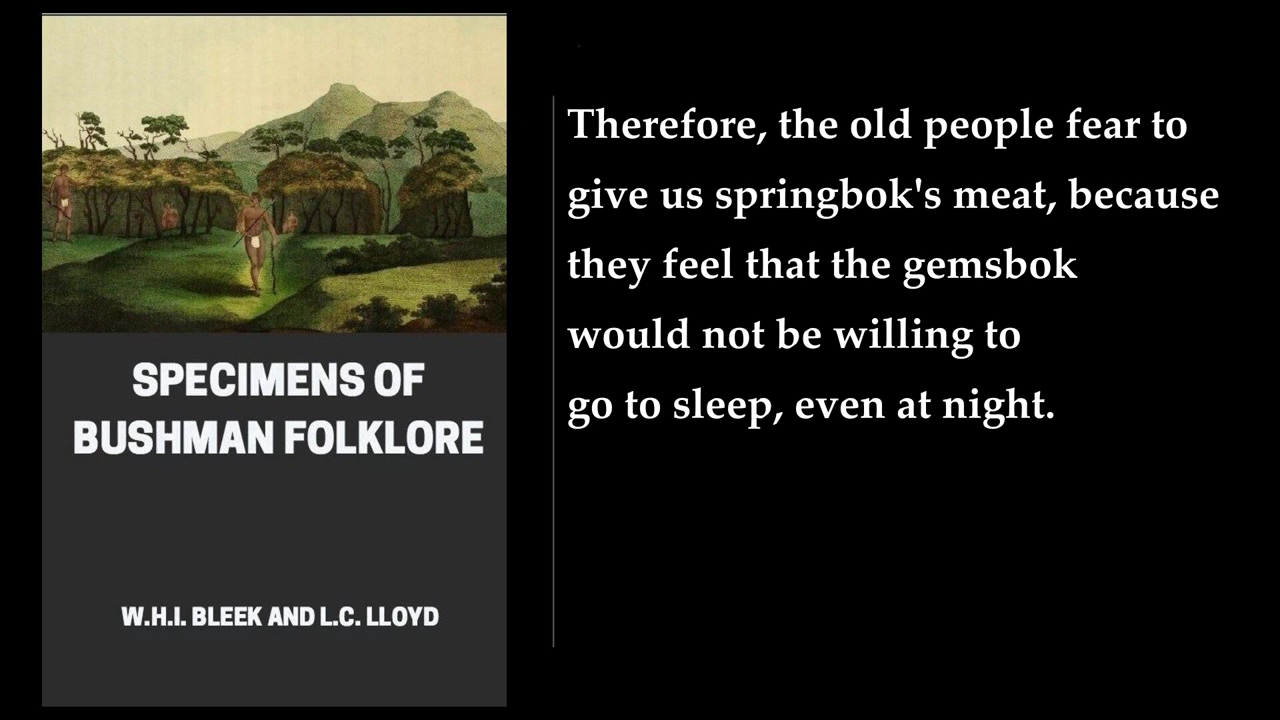 SPECIMENS OF
BUSHMAN FOLKLORE
W.H.I. BLEEK AND L.C. LLOYD
Therefore, the old people fear to
give us springbok's meat, because
they feel that the gemsbok
would not be willing to
go to sleep, even at night.